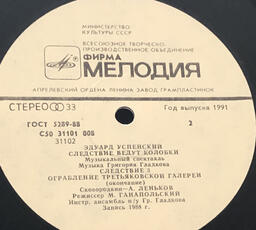 МИНИСТЕРСТВО
КУЛЬТУРЫ СССР
ВСЕСОЮЗНОЕ ТВОРЧЕСКО-
ПРОИЗВОДСТВЕННОЕ ОБЪЕДИНЕНИЕ
ФИРМА
МЕЛОДИЯ
АПРЕЛЕВСКИЙ ОРДЕНА ЛЕНИНА ЗАВОД ГРАМПЛАСТИНОК
СТЕРЕО 33
Год выпуска 1991
ГОСТ 5289-88
2
С50 31101 008
31102
ЭДУАРД УСПЕНСКИЙ
СЛЕДСТВИЕ ВЕДУТ КОЛОБКИ
Музыкальный спектакль
Музыка Григория Гладкова
СЛЕДСТВИЕ 3
ОГРАБЛЕНИЕ ТРЕТЬЯКОВСКОЙ ГАЛЕРЕИ
(окончание)
Сковородкин— А. ЛЕНЬКОВ
Режиссер М. ГАНАПОЛЬСКИЙ
Инстр. ансамбль п/у Гр. Гладкова
Запись 1988 г.